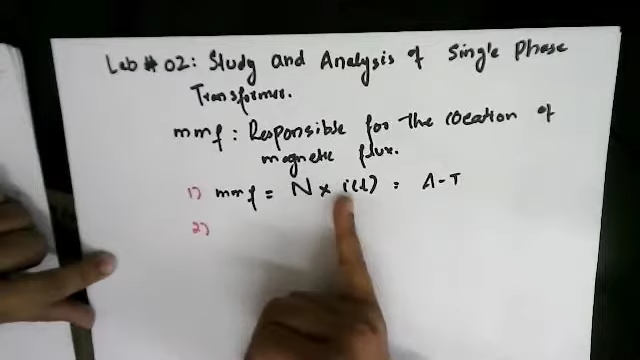 Lab # 02: Study and Analysis of Single Phase
Transformer.
mmf: Responsible for the creation of
magnetic flux.
1) mmf = N x i(t) = A-T
2)